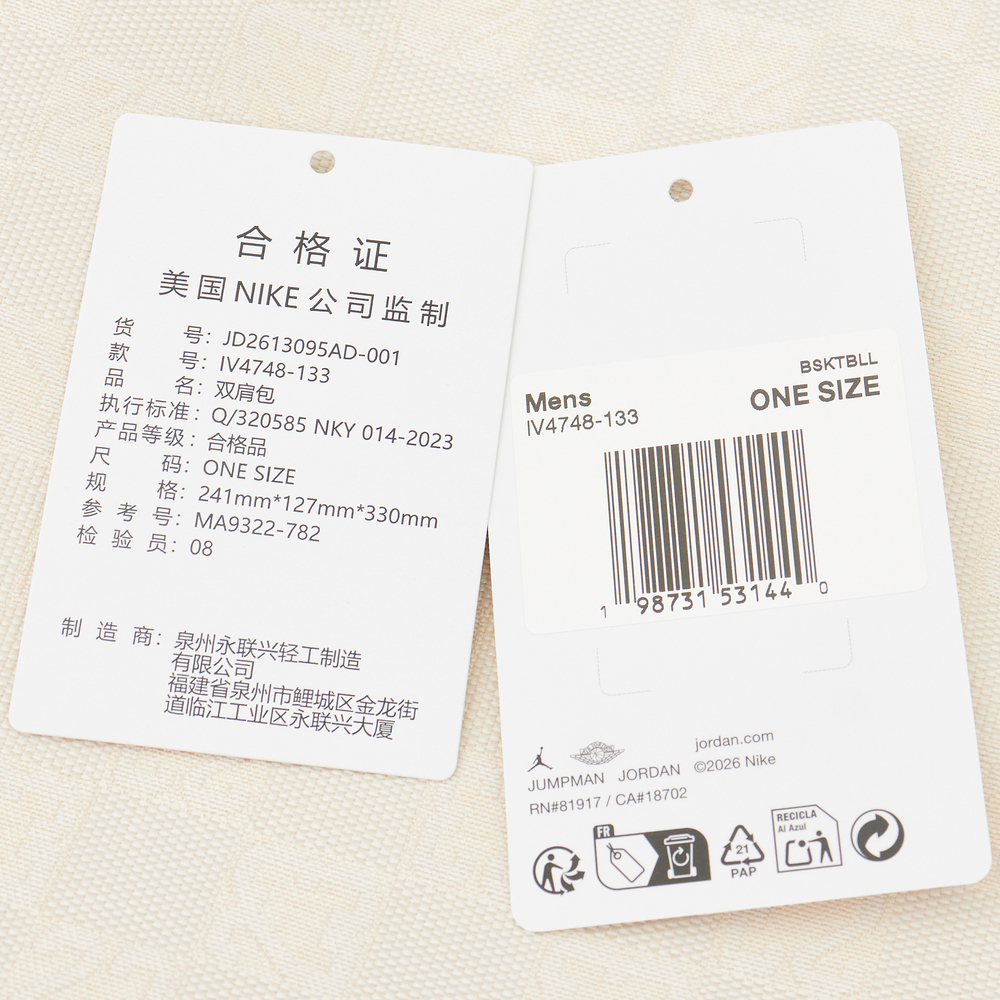 合格证
美国NIKE公司监制
货号：JD2613095AD-001
款号：IV4748-133
品名：双肩包
执行标准：Q/320585 NKY 014-2023
产品等级：合格品
尺码：ONE SIZE
规格：241mm*127mm*330mm
参考号：MA9322-782
检验员：08
制造商：泉州永联兴轻工制造
有限公司
福建省泉州市鲤城区金龙街
道临江工业区永联兴大厦
BSKTBLL
Mens ONE SIZE
IV4748-133
1 98731 53144 0
jordan.com
JUMPMAN JORDAN ©2026 Nike
RN#81917 / CA#18702
FR
21
PAP
RECICLA
Al Azul